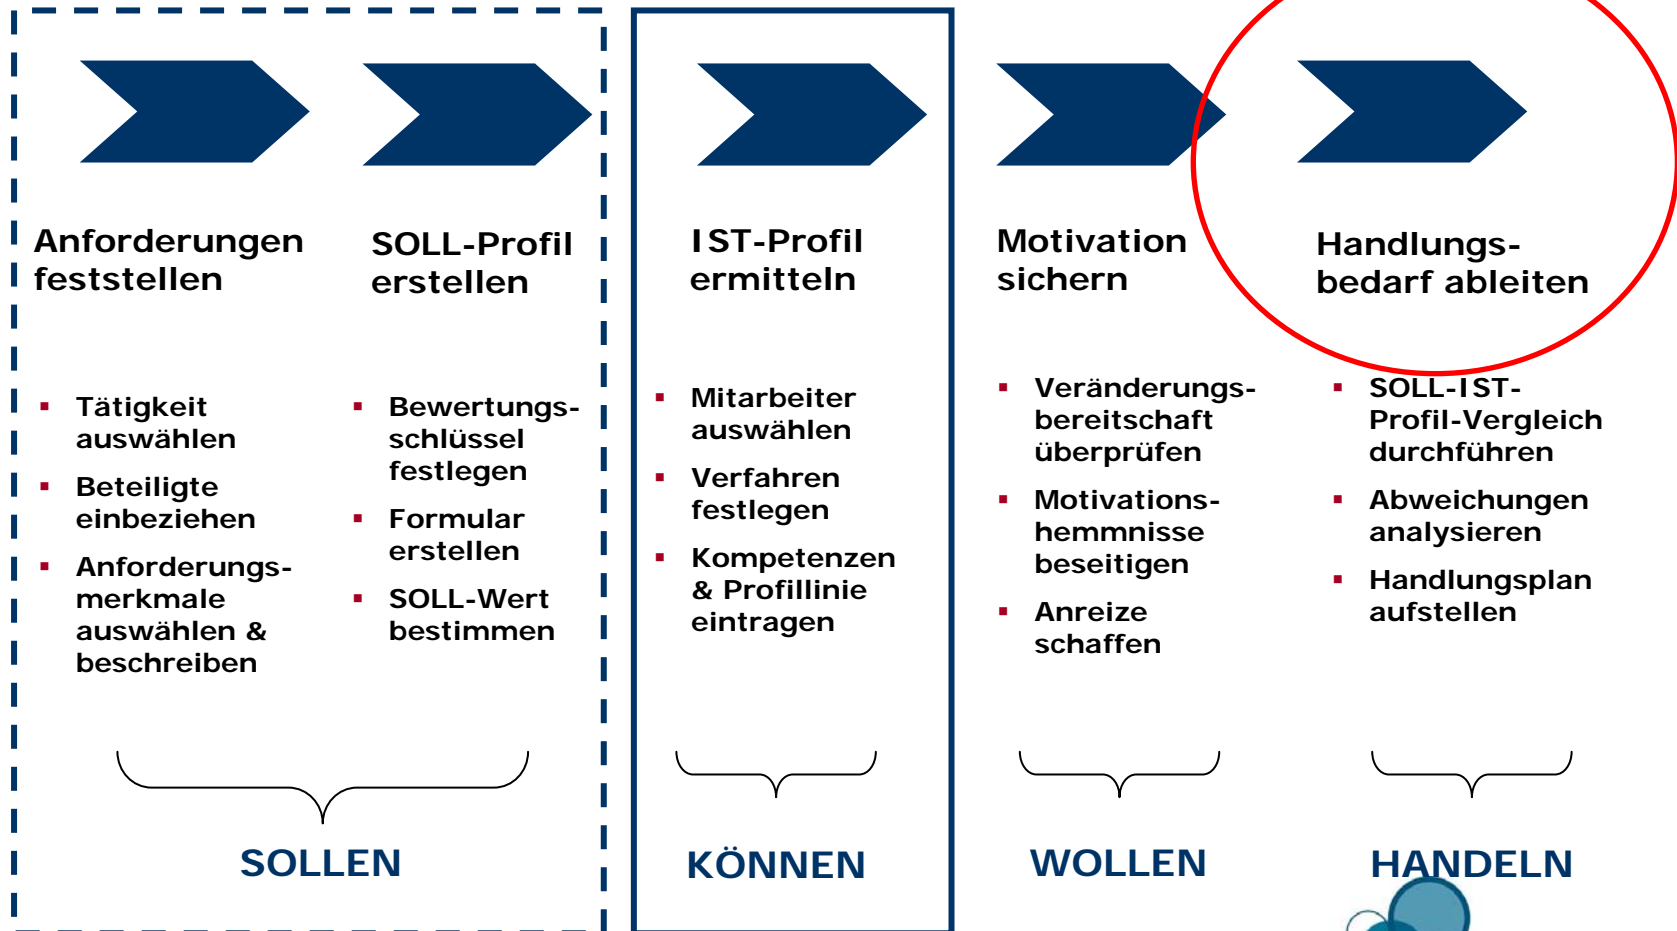 Anforderungen
feststellen
SOLL-Profil
erstellen
IST-Profil
ermitteln
Motivation
sichern
Handlungs-
bedarf ableiten
▪ Tätigkeit
auswählen
▪ Beteiligte
einbeziehen
▪ Anforderungs-
merkmale
auswählen &
beschreiben
▪ Bewertungs-
schlüssel
festlegen
▪ Formular
erstellen
▪ SOLL-Wert
bestimmen
▪ Mitarbeiter
auswählen
▪ Verfahren
festlegen
▪ Kompetenzen
& Profillinie
eintragen
▪ Veränderungs-
bereitschaft
überprüfen
▪ Motivations-
hemmnisse
beseitigen
▪ Anreize
schaffen
▪ SOLL-IST-
Profil-Vergleich
durchführen
▪ Abweichungen
analysieren
▪ Handlungsplan
aufstellen
SOLLEN
KÖNNEN
WOLLEN
HANDELN